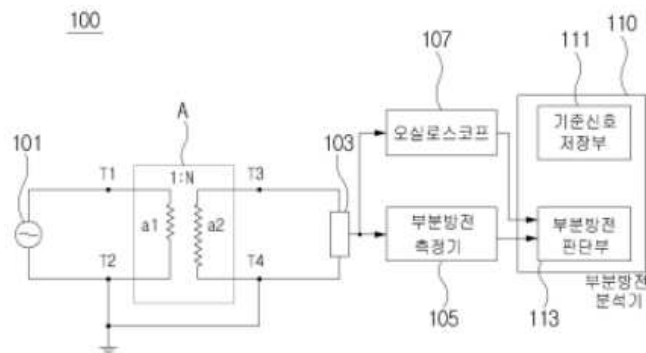 100
107
111
110
A
101
T1
1:N
T3
103
오실로스코프
기준신호
저장부
a1
a2
T2
T4
부분방전
측정기
부분방전
판단부
부분방전
분석기
105
113